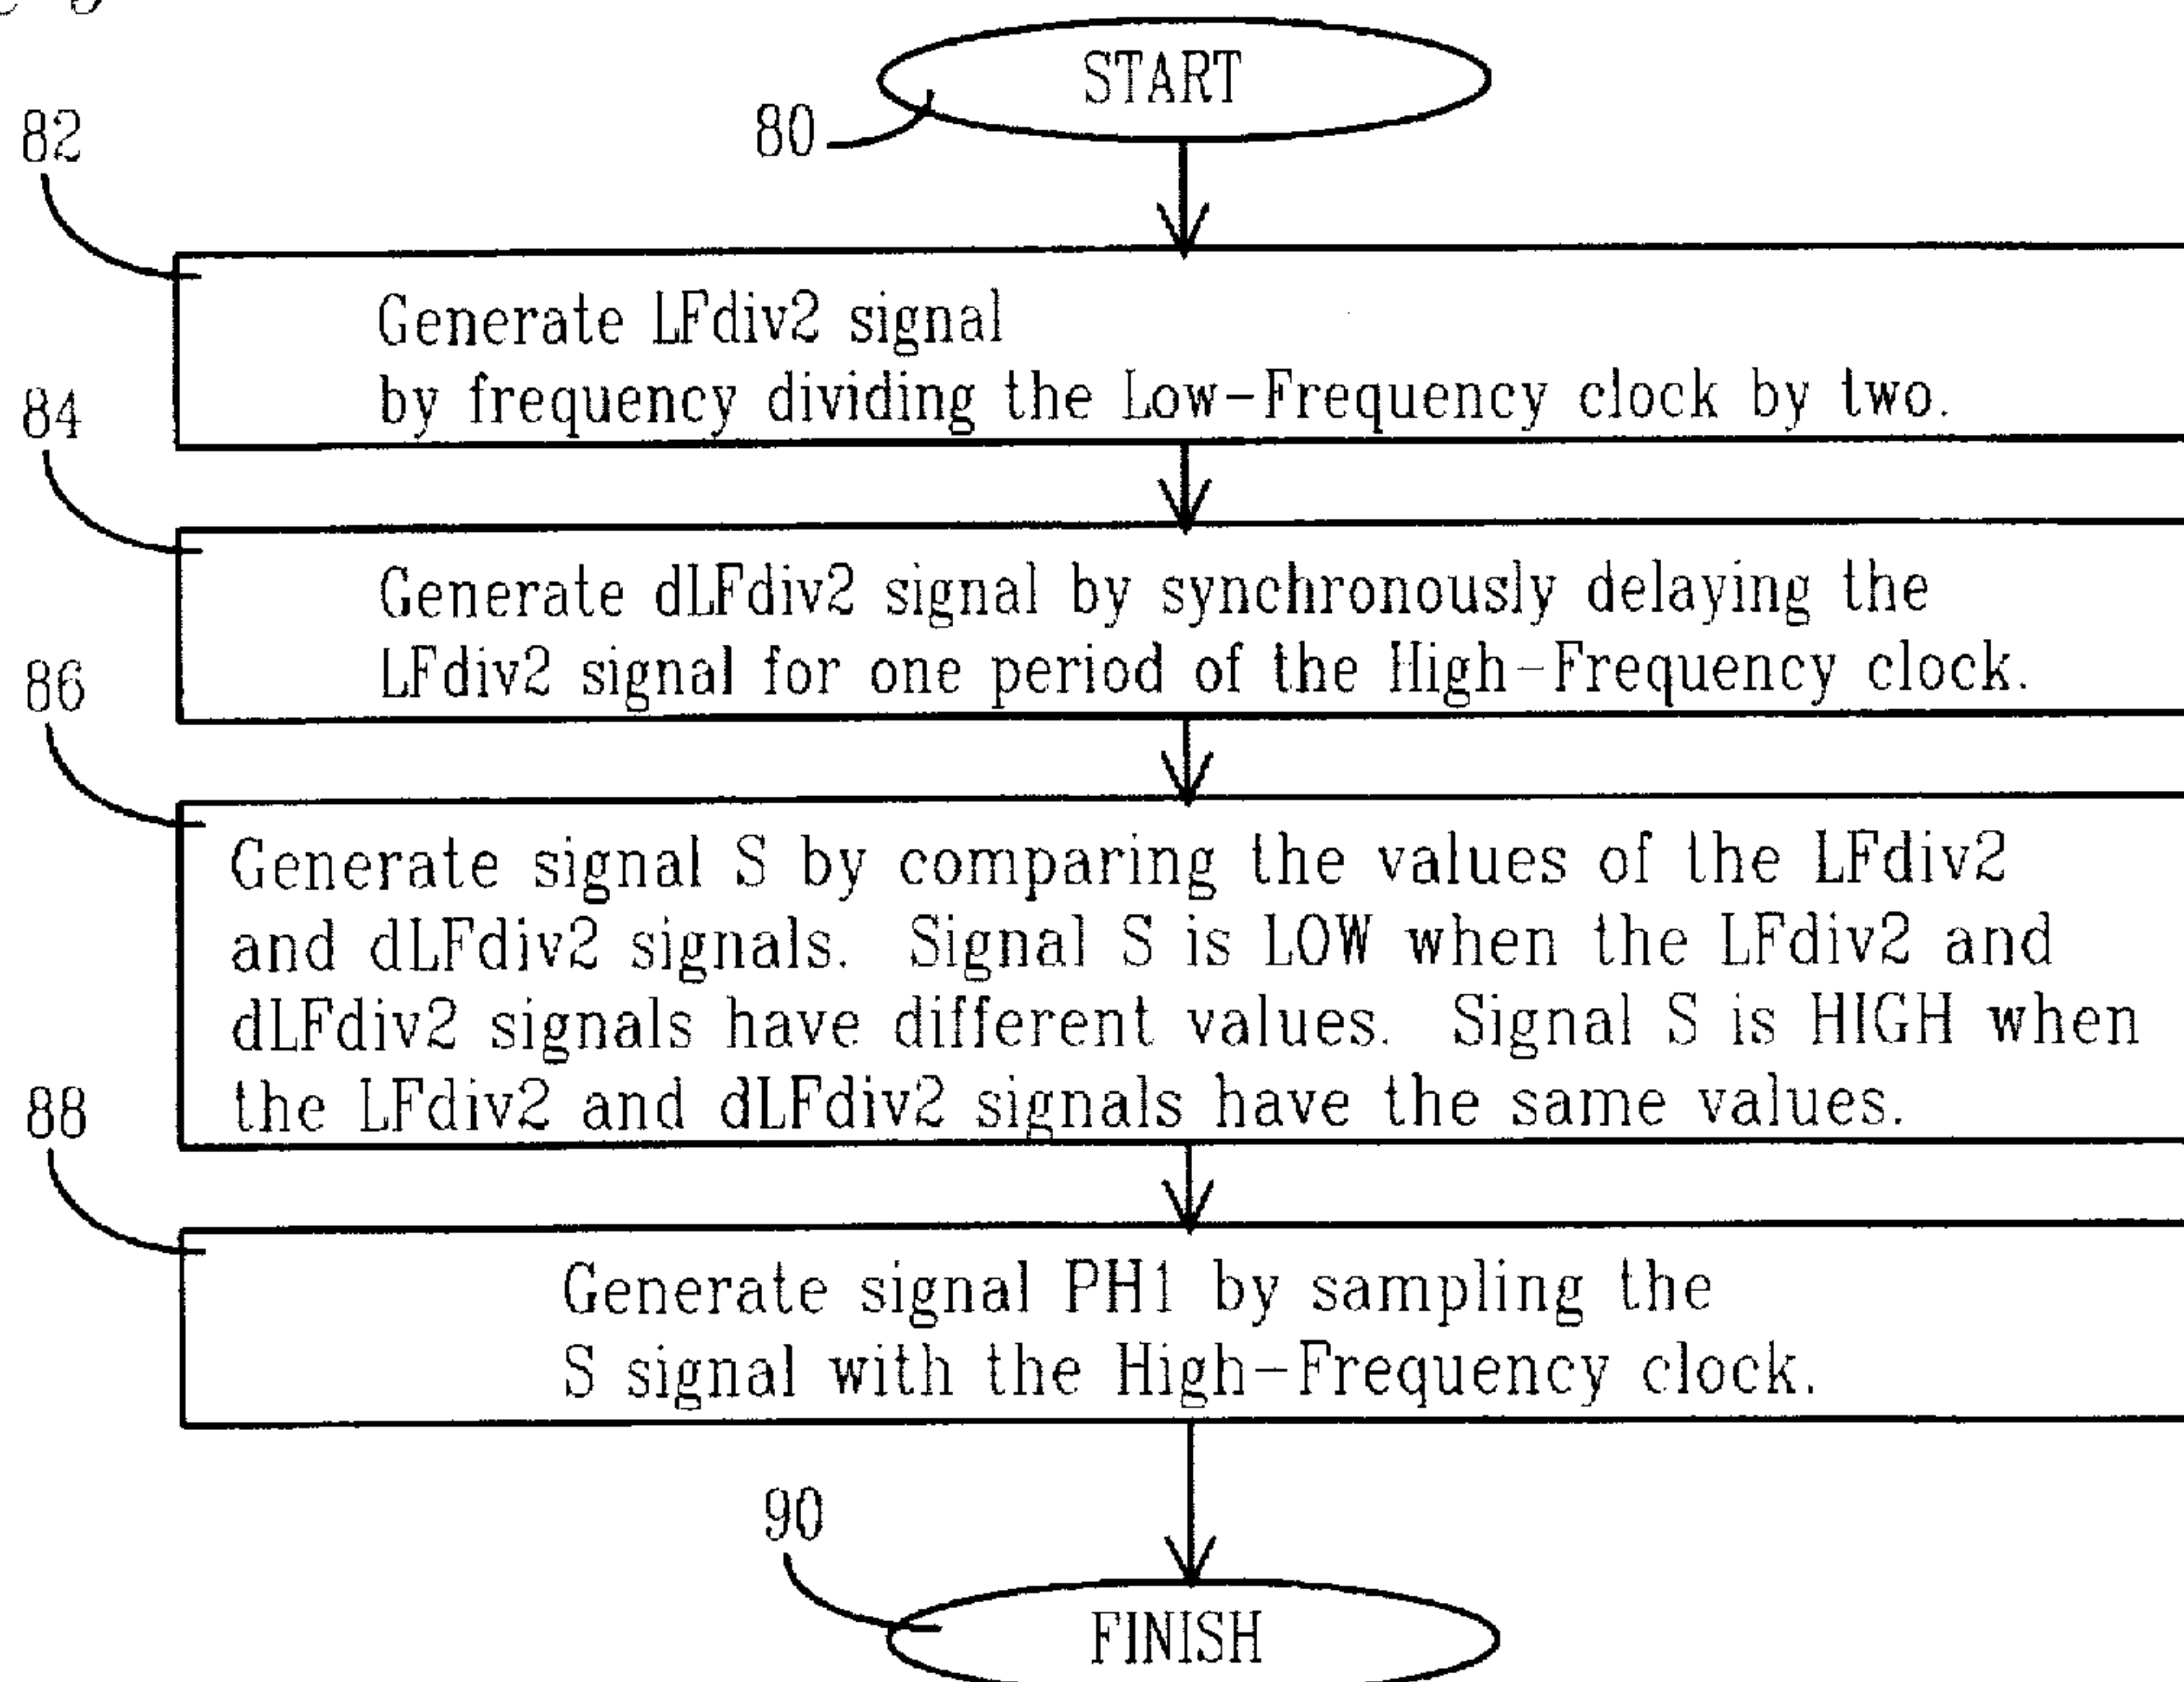 START
80
82
Generate LFdiv2 signal
by frequency dividing the Low-Frequency clock by two.
84
Generate dLFdiv2 signal by synchronously delaying the
LFdiv2 signal for one period of the High-Frequency clock.
86
Generate signal S by comparing the values of the LFdiv2
and dLFdiv2 signals. Signal S is LOW when the LFdiv2 and
dLFdiv2 signals have different values. Signal S is HIGH when
the LFdiv2 and dLFdiv2 signals have the same values.
88
Generate signal PH1 by sampling the
S signal with the High-Frequency clock.
90
FINISH